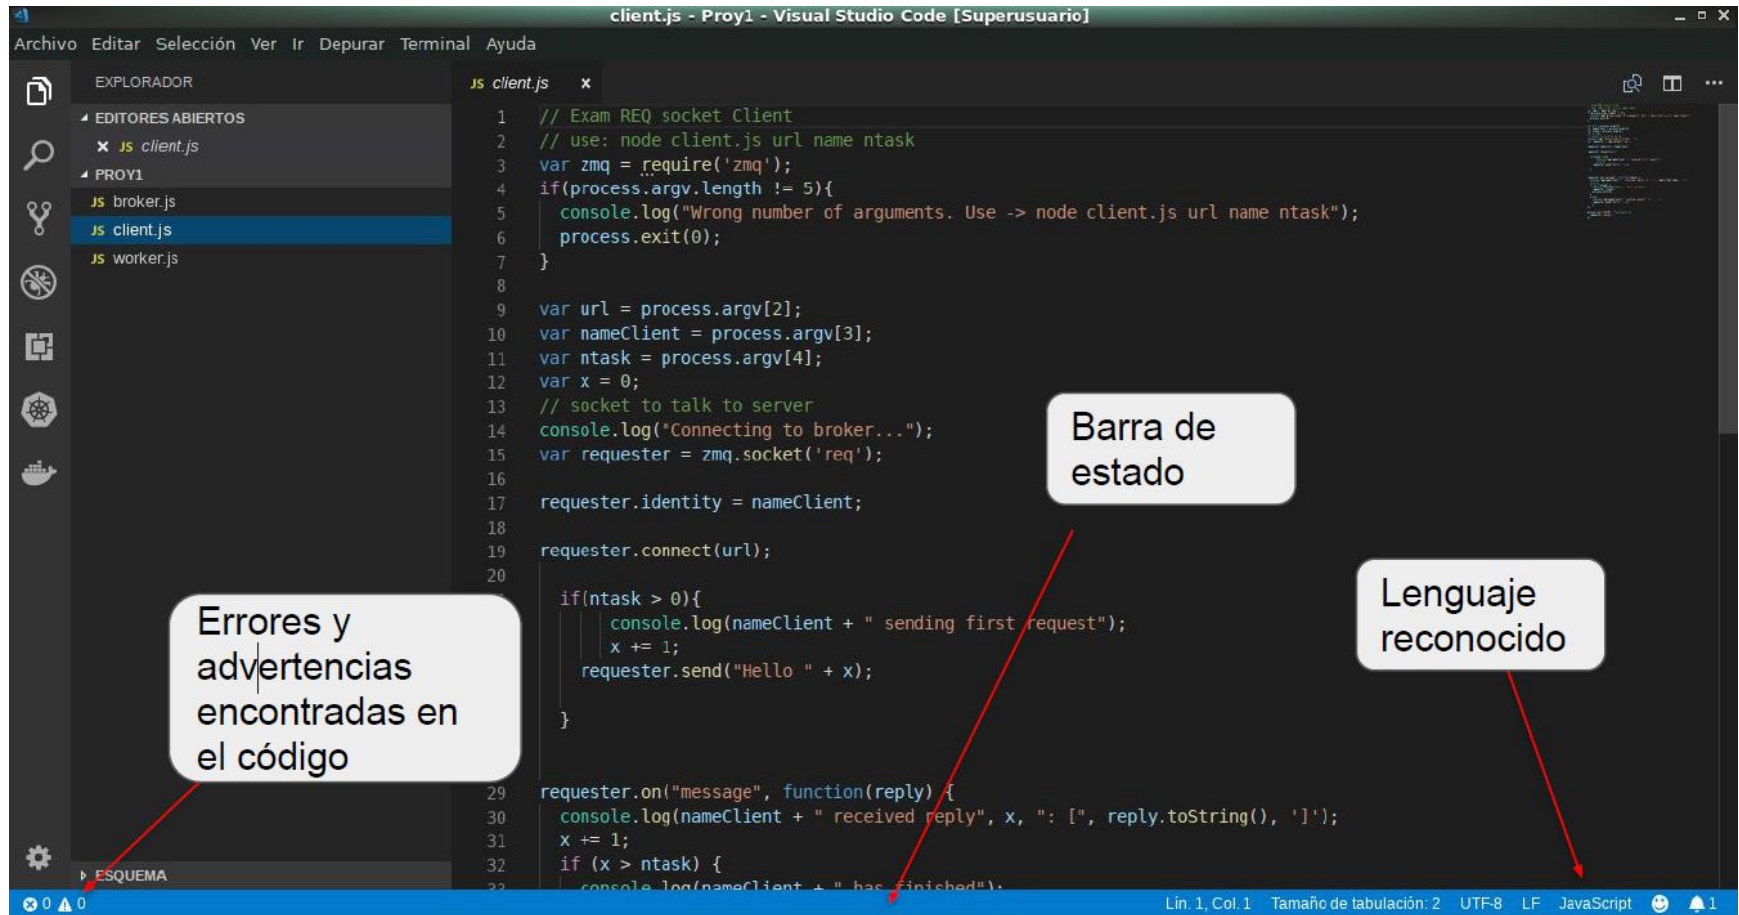 client.js - Proy1 - Visual Studio Code [Superusuario]
Archivo Editar Selección Ver Ir Depurar Terminal Ayuda
EXPLORADOR
EDITORES ABIERTOS
JS client.js
PROY1
JS broker.js
JS client.js
JS worker.js
ESQUEMA
JS client.js x
1 // Exam REQ socket Client
2 // use: node client.js url name ntask
3 var zmq = require('zmq');
4 if(process.argv.length != 5){
5 console.log("Wrong number of arguments. Use -> node client.js url name ntask");
6 process.exit(0);
7 }
8
9 var url = process.argv[2];
10 var nameClient = process.argv[3];
11 var ntask = process.argv[4];
12 var x = 0;
13 // socket to talk to server
14 console.log("Connecting to broker...");
15 var requester = zmq.socket('req');
16
17 requester.identity = nameClient;
18
19 requester.connect(url);
20
if(ntask > 0){
console.log(nameClient + " sending first request");
x += 1;
requester.send("Hello " + x);
}
29 requester.on("message", function(reply) {
30 console.log(nameClient + " received reply", x, ": [", reply.toString(), ']');
31 x += 1;
32 if (x > ntask) {
33 console.log(nameClient + " has finished");
Barra de
estado
Lenguaje
reconocido
Errores y
advertencias
encontradas en
el código
0 0
Lín. 1, Col. 1 Tamaño de tabulación: 2 UTF-8 LF JavaScript 1